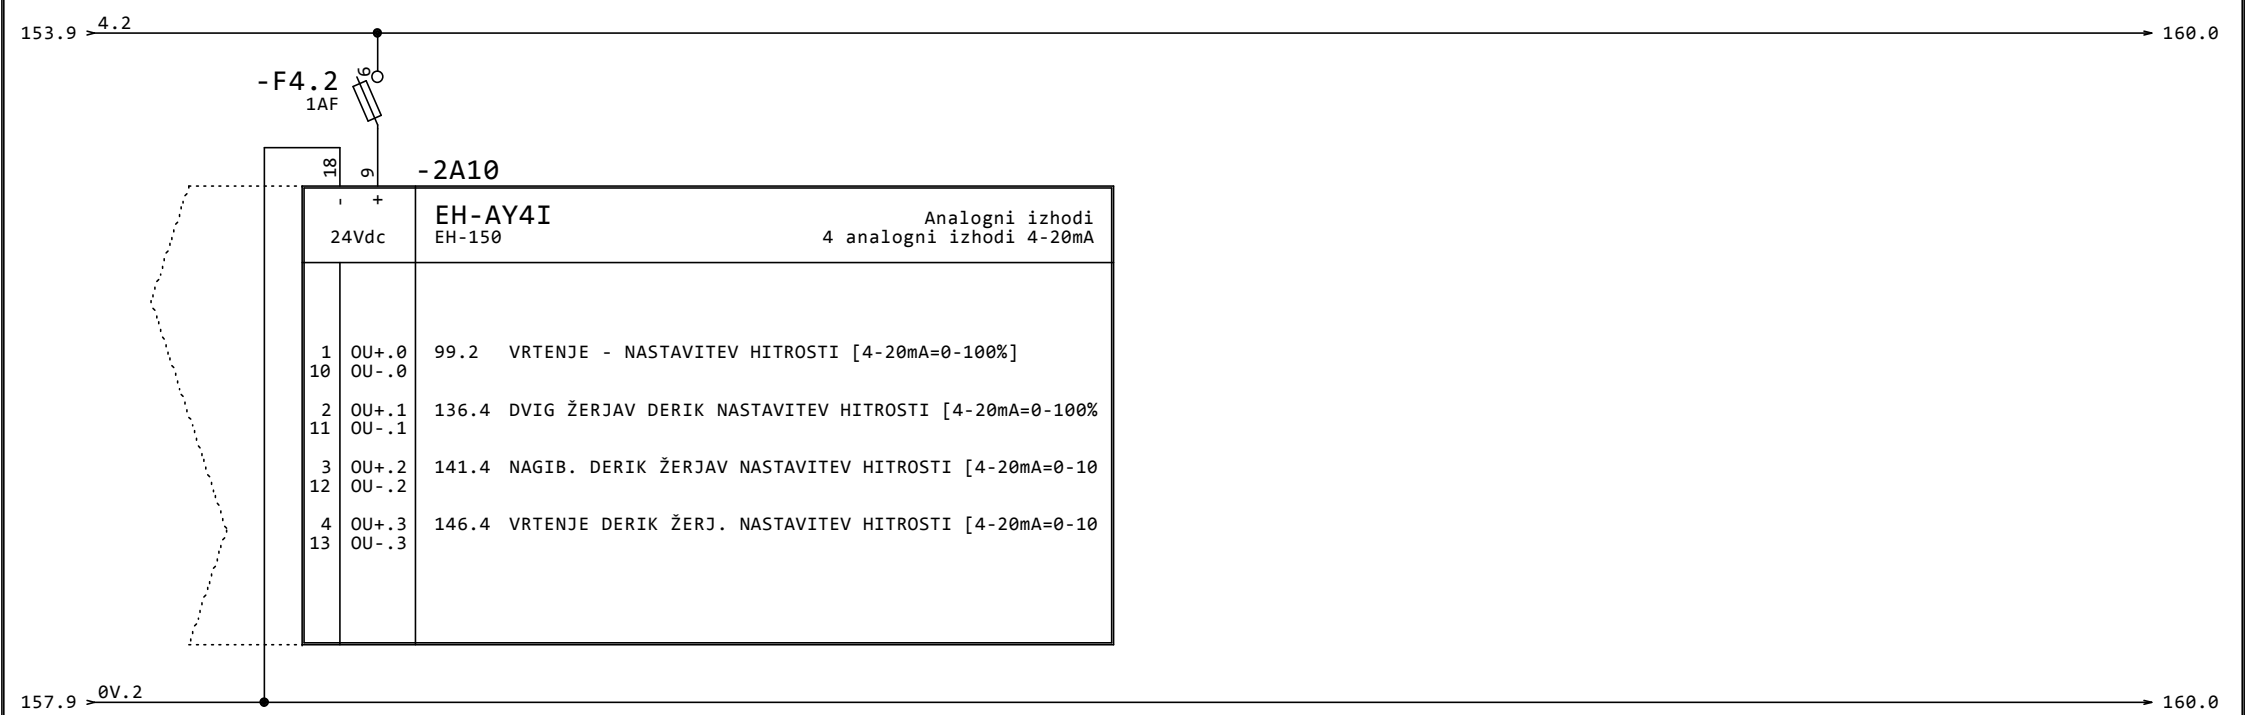 153.9 4.2 160.0
-F4.2 6
1AF
18 9 -2A10
- +
24Vdc
EH-AY4I Analogni izhodi
EH-150 4 analogni izhodi 4-20mA
1 OU+.0 99.2 VRTENJE - NASTAVITEV HITROSTI [4-20mA=0-100%]
10 OU-.0
2 OU+.1 136.4 DVIG ŽERJAV DERIK NASTAVITEV HITROSTI [4-20mA=0-100%
11 OU-.1
3 OU+.2 141.4 NAGIB. DERIK ŽERJAV NASTAVITEV HITROSTI [4-20mA=0-10
12 OU-.2
4 OU+.3 146.4 VRTENJE DERIK ŽERJ. NASTAVITEV HITROSTI [4-20mA=0-10
13 OU-.3
157.9 0V.2 160.0